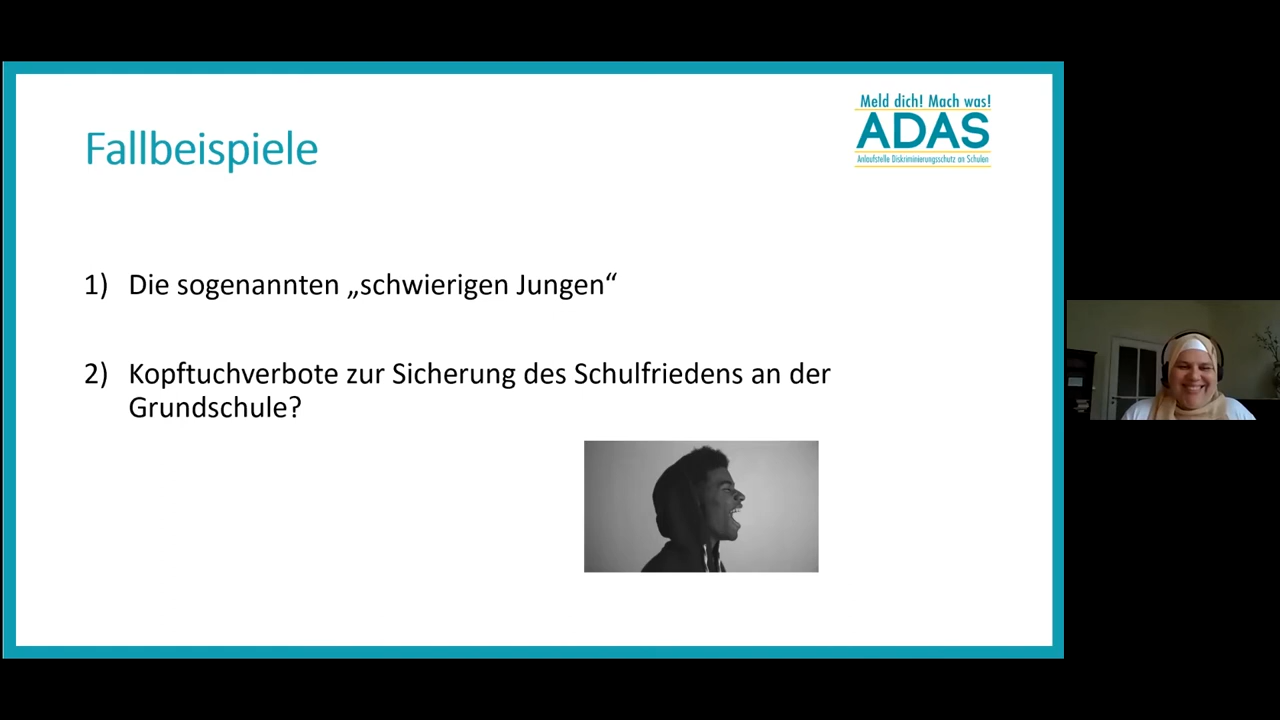 Meld dich! Mach was!
ADAS
Anlaufstelle Diskriminierungsschutz an Schulen
Fallbeispiele
1) Die sogenannten „schwierigen Jungen“
2) Kopftuchverbote zur Sicherung des Schulfriedens an der
Grundschule?